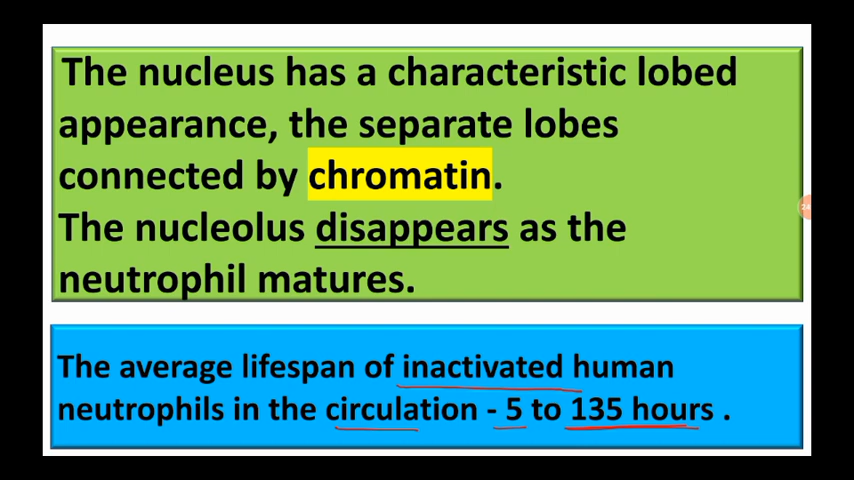 The nucleus has a characteristic lobed
appearance, the separate lobes
connected by chromatin.
The nucleolus disappears as the
neutrophil matures.
The average lifespan of inactivated human
neutrophils in the circulation - 5 to 135 hours .